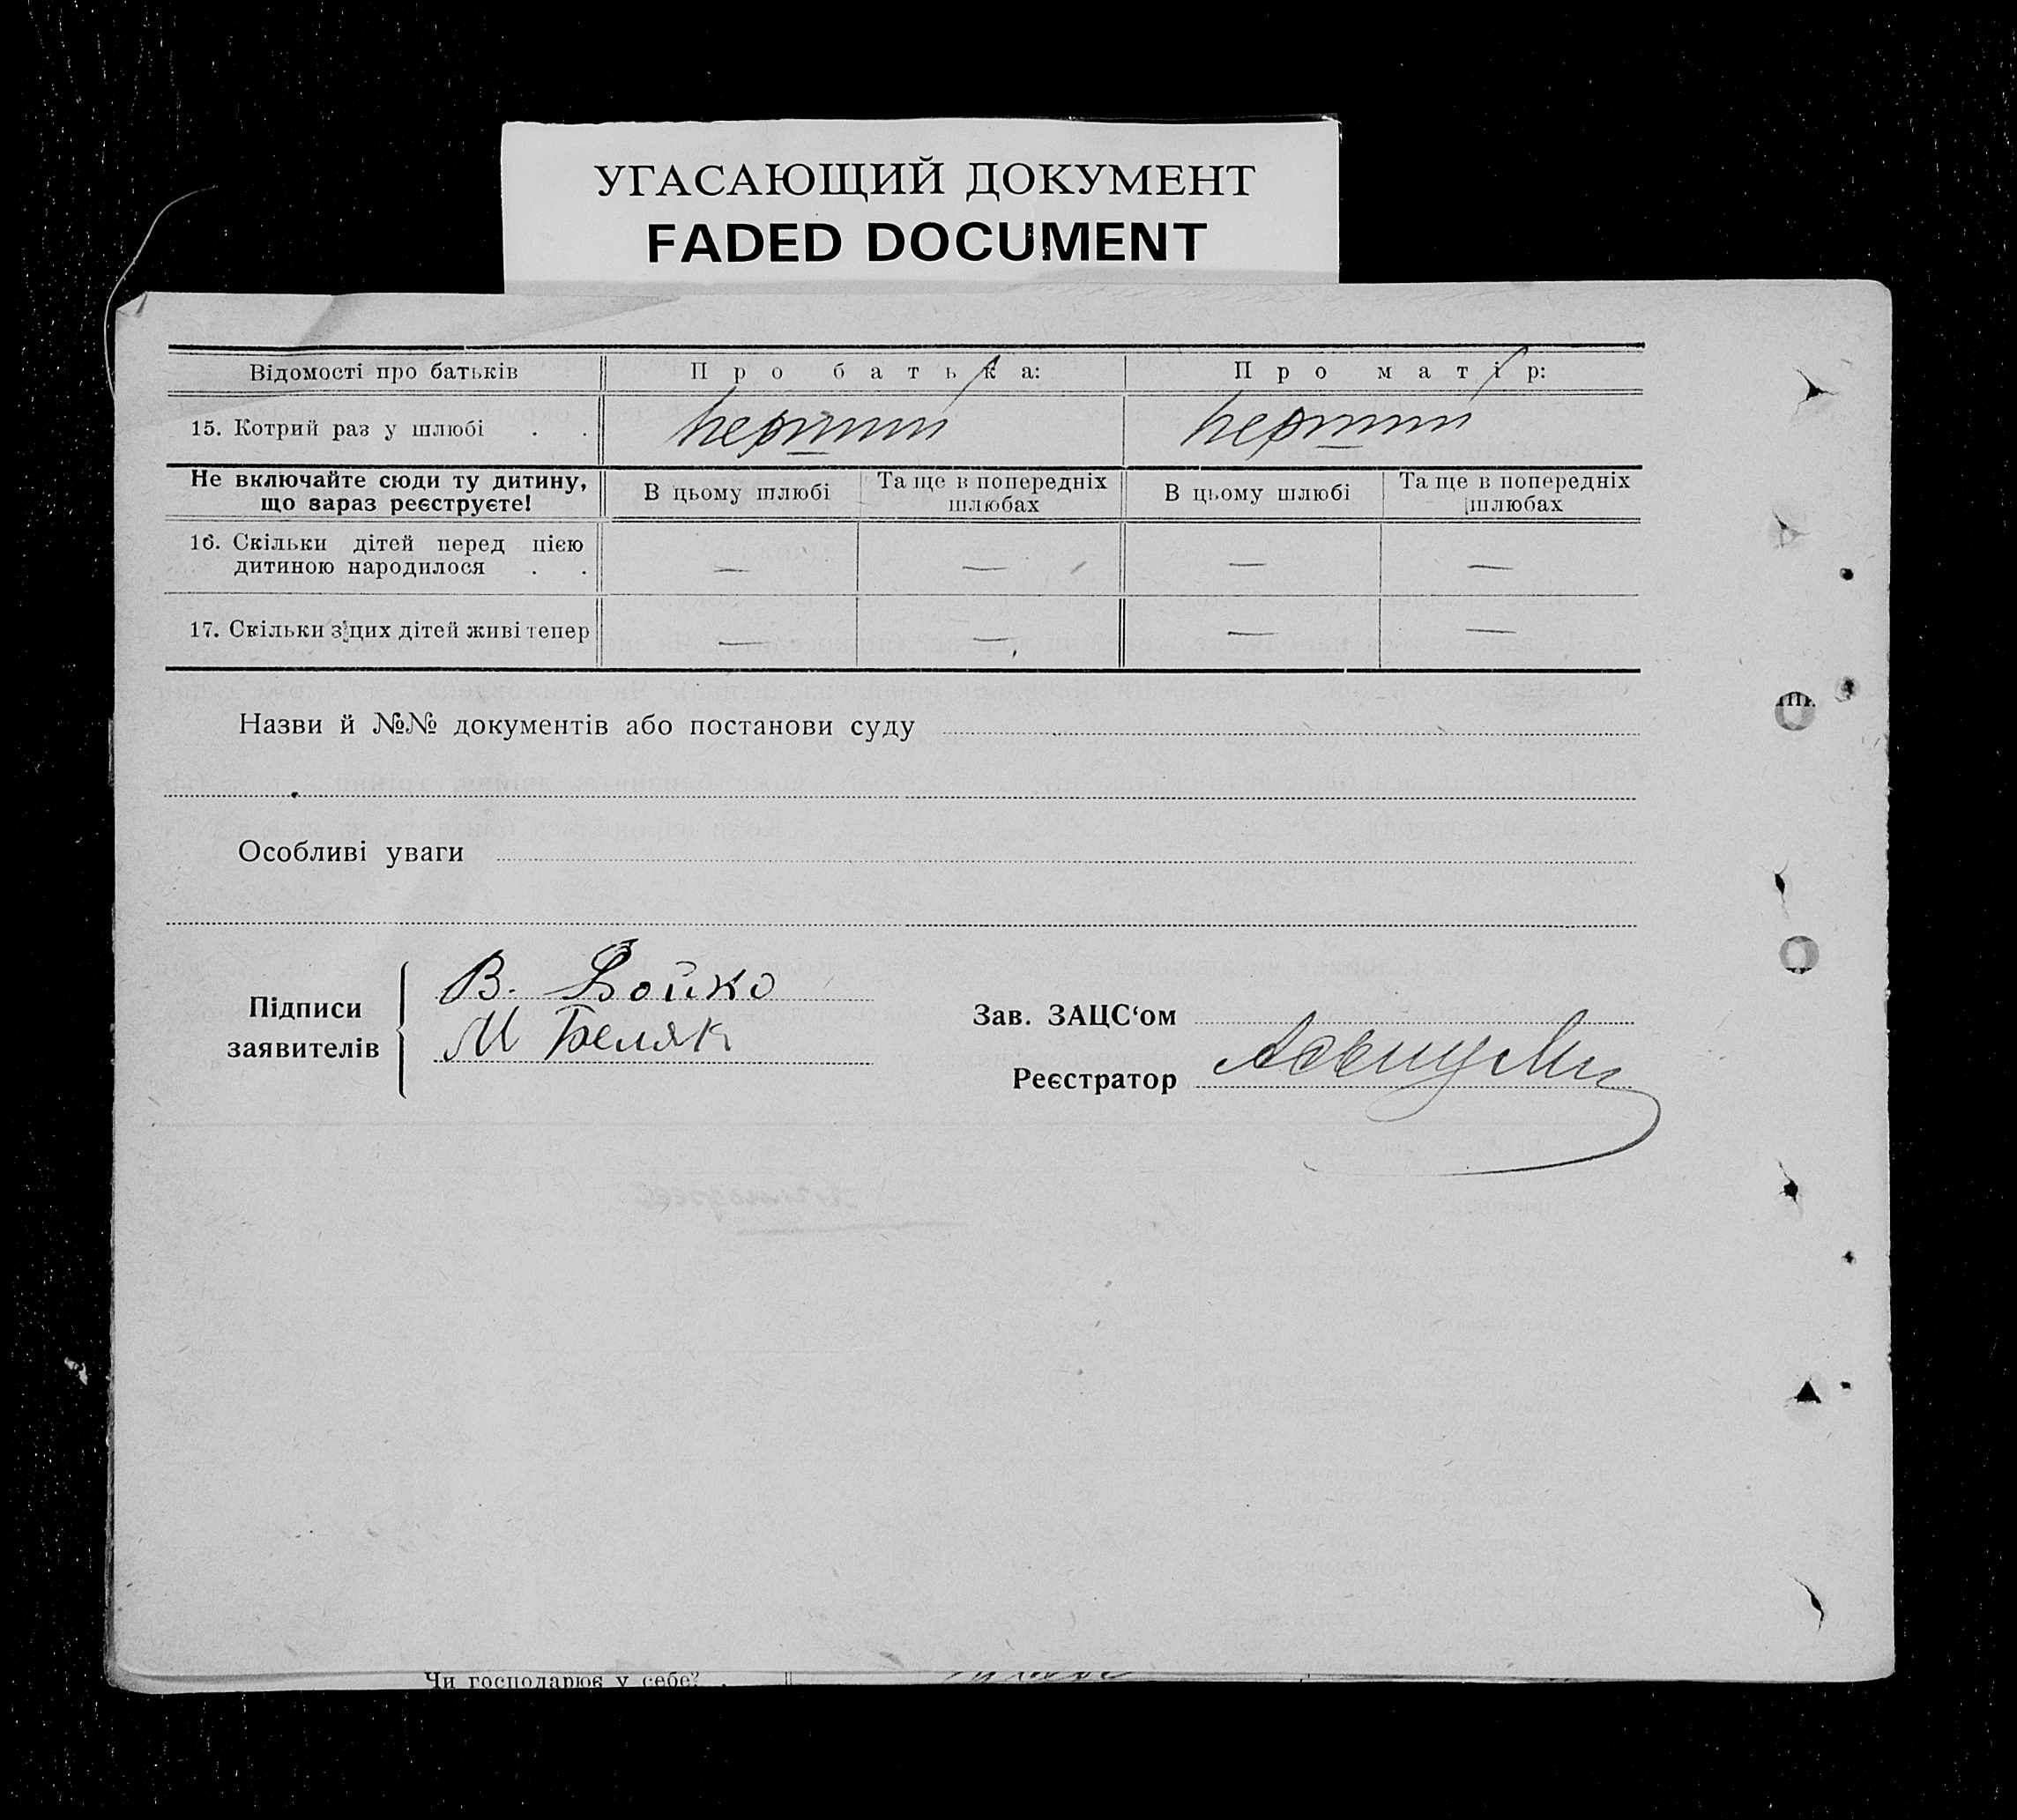 УГАСАЮЩИЙ ДОКУМЕНТ
FADED DOCUMENT
Відомості про батьків Про батька: Про матір:
15. Котрий раз у шлюбі . . перший перший
Не включайте сюди ту дитину, що зараз реєструєте! В цьому шлюбі Та ще в попередніх шлюбах В цьому шлюбі Та ще в попередніх шлюбах
16. Скільки дітей перед цією
дитиною народилося . . — — — —
17. Скільки з цих дітей живі тепер — — — —
Назви й №№ документів або постанови суду
Особливі уваги
Підписи заявителів
В. Бойко
М Беляк
Зав. ЗАЦС‘ом
Реєстратор
Чи господарює у себе? .